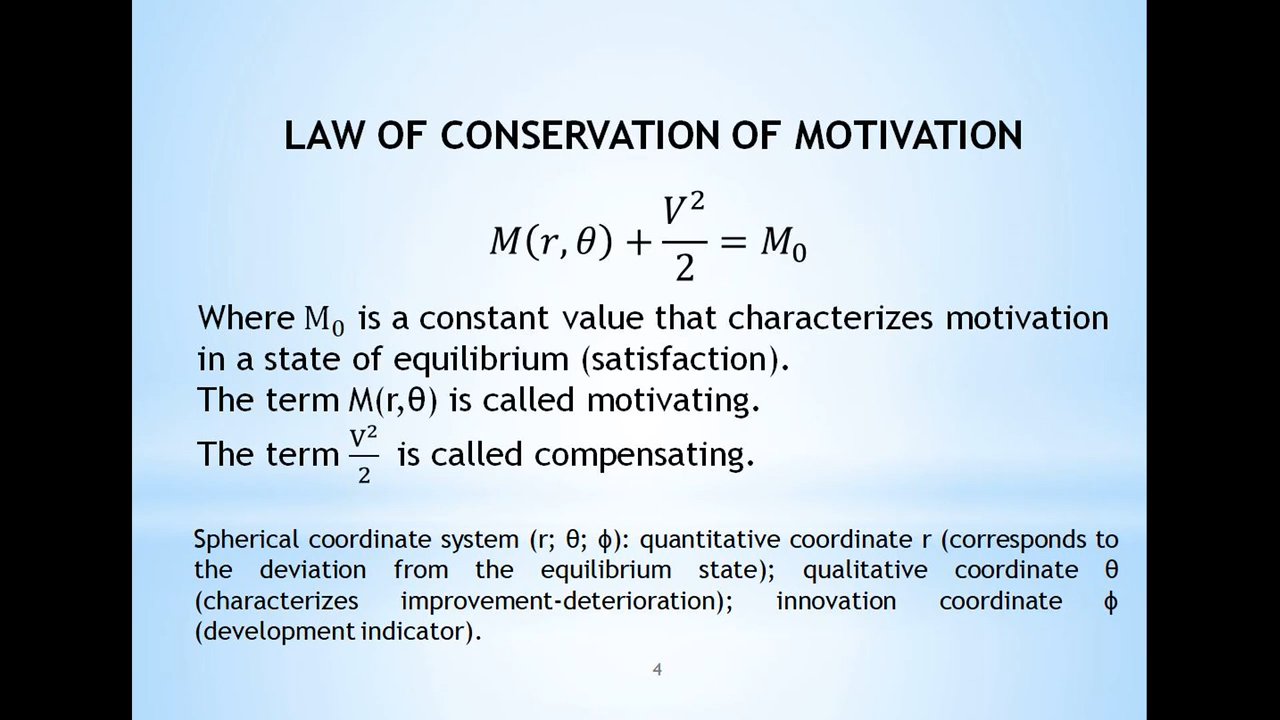 LAW OF CONSERVATION OF MOTIVATION
M(r, θ) + V²/2 = M₀
Where M₀ is a constant value that characterizes motivation
in a state of equilibrium (satisfaction).
The term M(r,θ) is called motivating.
The term V²/2 is called compensating.
Spherical coordinate system (r; θ; ϕ): quantitative coordinate r (corresponds to
the deviation from the equilibrium state); qualitative coordinate θ
(characterizes improvement-deterioration); innovation coordinate ϕ
(development indicator).
4